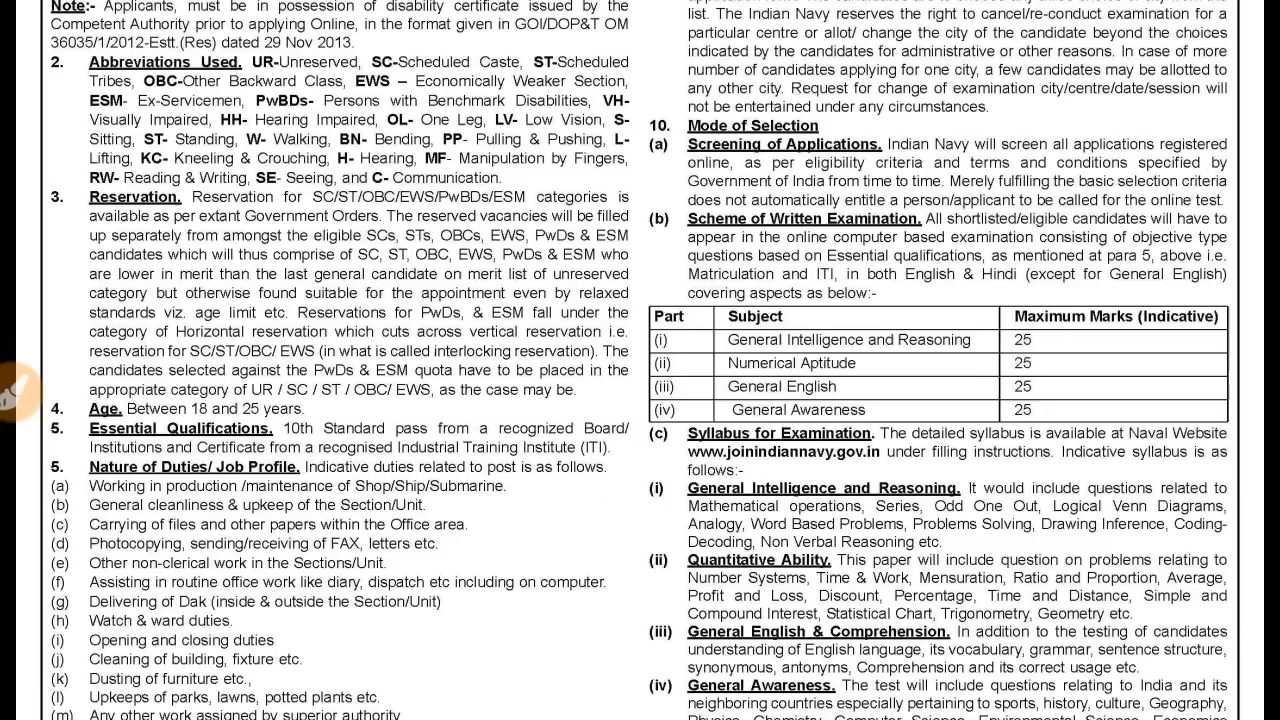 Note:- Applicants, must be in possession of disability certificate issued by the
Competent Authority prior to applying Online, in the format given in GOI/DOP&T OM
36035/1/2012-Estt.(Res) dated 29 Nov 2013.
2. Abbreviations Used. UR-Unreserved, SC-Scheduled Caste, ST-Scheduled
Tribes, OBC-Other Backward Class, EWS – Economically Weaker Section,
ESM- Ex-Servicemen, PwBDs- Persons with Benchmark Disabilities, VH-
Visually Impaired, HH- Hearing Impaired, OL- One Leg, LV- Low Vision, S-
Sitting, ST- Standing, W- Walking, BN- Bending, PP- Pulling & Pushing, L-
Lifting, KC- Kneeling & Crouching, H- Hearing, MF- Manipulation by Fingers,
RW- Reading & Writing, SE- Seeing, and C- Communication.
3. Reservation. Reservation for SC/ST/OBC/EWS/PwBDs/ESM categories is
available as per extant Government Orders. The reserved vacancies will be filled
up separately from amongst the eligible SCs, STs, OBCs, EWS, PwDs & ESM
candidates which will thus comprise of SC, ST, OBC, EWS, PwDs & ESM who
are lower in merit than the last general candidate on merit list of unreserved
category but otherwise found suitable for the appointment even by relaxed
standards viz. age limit etc. Reservations for PwDs, & ESM fall under the
category of Horizontal reservation which cuts across vertical reservation i.e.
reservation for SC/ST/OBC/ EWS (in what is called interlocking reservation). The
candidates selected against the PwDs & ESM quota have to be placed in the
appropriate category of UR / SC / ST / OBC/ EWS, as the case may be.
4. Age. Between 18 and 25 years.
5. Essential Qualifications. 10th Standard pass from a recognized Board/
Institutions and Certificate from a recognised Industrial Training Institute (ITI).
5. Nature of Duties/ Job Profile. Indicative duties related to post is as follows.
(a) Working in production /maintenance of Shop/Ship/Submarine.
(b) General cleanliness & upkeep of the Section/Unit.
(c) Carrying of files and other papers within the Office area.
(d) Photocopying, sending/receiving of FAX, letters etc.
(e) Other non-clerical work in the Sections/Unit.
(f) Assisting in routine office work like diary, dispatch etc including on computer.
(g) Delivering of Dak (inside & outside the Section/Unit)
(h) Watch & ward duties.
(i) Opening and closing duties
(j) Cleaning of building, fixture etc.
(k) Dusting of furniture etc.,
(l) Upkeeps of parks, lawns, potted plants etc.
(m) Any other work assigned by superior authority
list. The Indian Navy reserves the right to cancel/re-conduct examination for a
particular centre or allot/ change the city of the candidate beyond the choices
indicated by the candidates for administrative or other reasons. In case of more
number of candidates applying for one city, a few candidates may be allotted to
any other city. Request for change of examination city/centre/date/session will
not be entertained under any circumstances.
10. Mode of Selection
(a) Screening of Applications. Indian Navy will screen all applications registered
online, as per eligibility criteria and terms and conditions specified by
Government of India from time to time. Merely fulfilling the basic selection criteria
does not automatically entitle a person/applicant to be called for the online test.
(b) Scheme of Written Examination. All shortlisted/eligible candidates will have to
appear in the online computer based examination consisting of objective type
questions based on Essential qualifications, as mentioned at para 5, above i.e.
Matriculation and ITI, in both English & Hindi (except for General English)
covering aspects as below:-
Part Subject Maximum Marks (Indicative)
(i) General Intelligence and Reasoning 25
(ii) Numerical Aptitude 25
(iii) General English 25
(iv) General Awareness 25
(c) Syllabus for Examination. The detailed syllabus is available at Naval Website
www.joinindiannavy.gov.in under filling instructions. Indicative syllabus is as
follows:-
(i) General Intelligence and Reasoning. It would include questions related to
Mathematical operations, Series, Odd One Out, Logical Venn Diagrams,
Analogy, Word Based Problems, Problems Solving, Drawing Inference, Coding-
Decoding, Non Verbal Reasoning etc.
(ii) Quantitative Ability. This paper will include question on problems relating to
Number Systems, Time & Work, Mensuration, Ratio and Proportion, Average,
Profit and Loss, Discount, Percentage, Time and Distance, Simple and
Compound Interest, Statistical Chart, Trigonometry, Geometry etc.
(iii) General English & Comprehension. In addition to the testing of candidates
understanding of English language, its vocabulary, grammar, sentence structure,
synonymous, antonyms, Comprehension and its correct usage etc.
(iv) General Awareness. The test will include questions relating to India and its
neighboring countries especially pertaining to sports, history, culture, Geography,